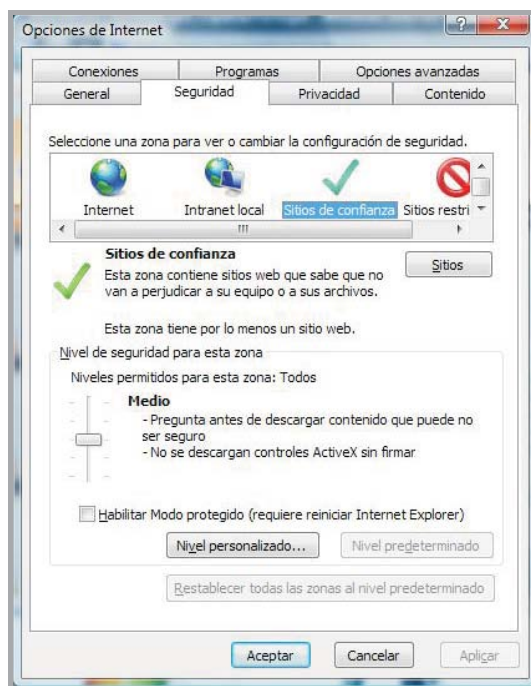 Opciones de Internet
Conexiones Programas Opciones avanzadas
General Seguridad Privacidad Contenido
Seleccione una zona para ver o cambiar la configuración de seguridad.
Internet Intranet local Sitios de confianza Sitios restri
Sitios de confianza
Esta zona contiene sitios web que sabe que no
van a perjudicar a su equipo o a sus archivos.
Sitios
Esta zona tiene por lo menos un sitio web.
Nivel de seguridad para esta zona
Niveles permitidos para esta zona: Todos
Medio
- Pregunta antes de descargar contenido que puede no
ser seguro
- No se descargan controles ActiveX sin firmar
Habilitar Modo protegido (requiere reiniciar Internet Explorer)
Nivel personalizado... Nivel predeterminado
Restablecer todas las zonas al nivel predeterminado
Aceptar Cancelar Aplicar